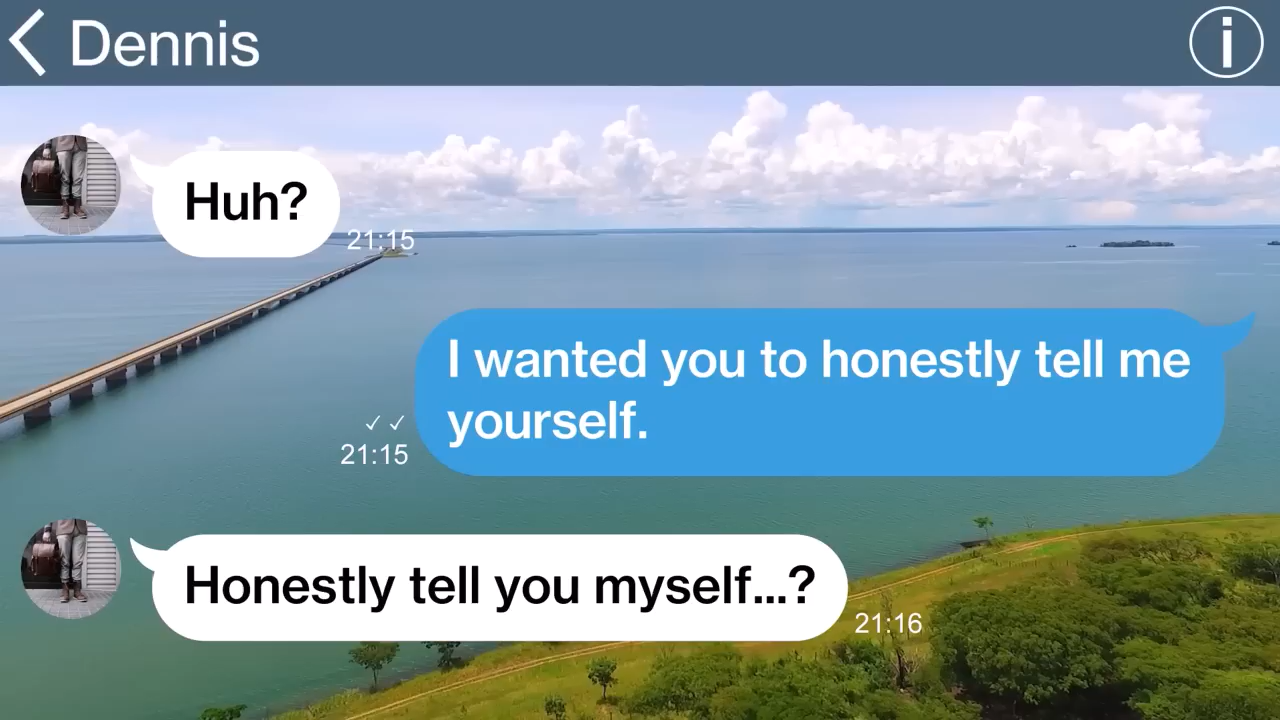 Dennis
Huh?
21:15
I wanted you to honestly tell me
yourself.
21:15
Honestly tell you myself...?
21:16